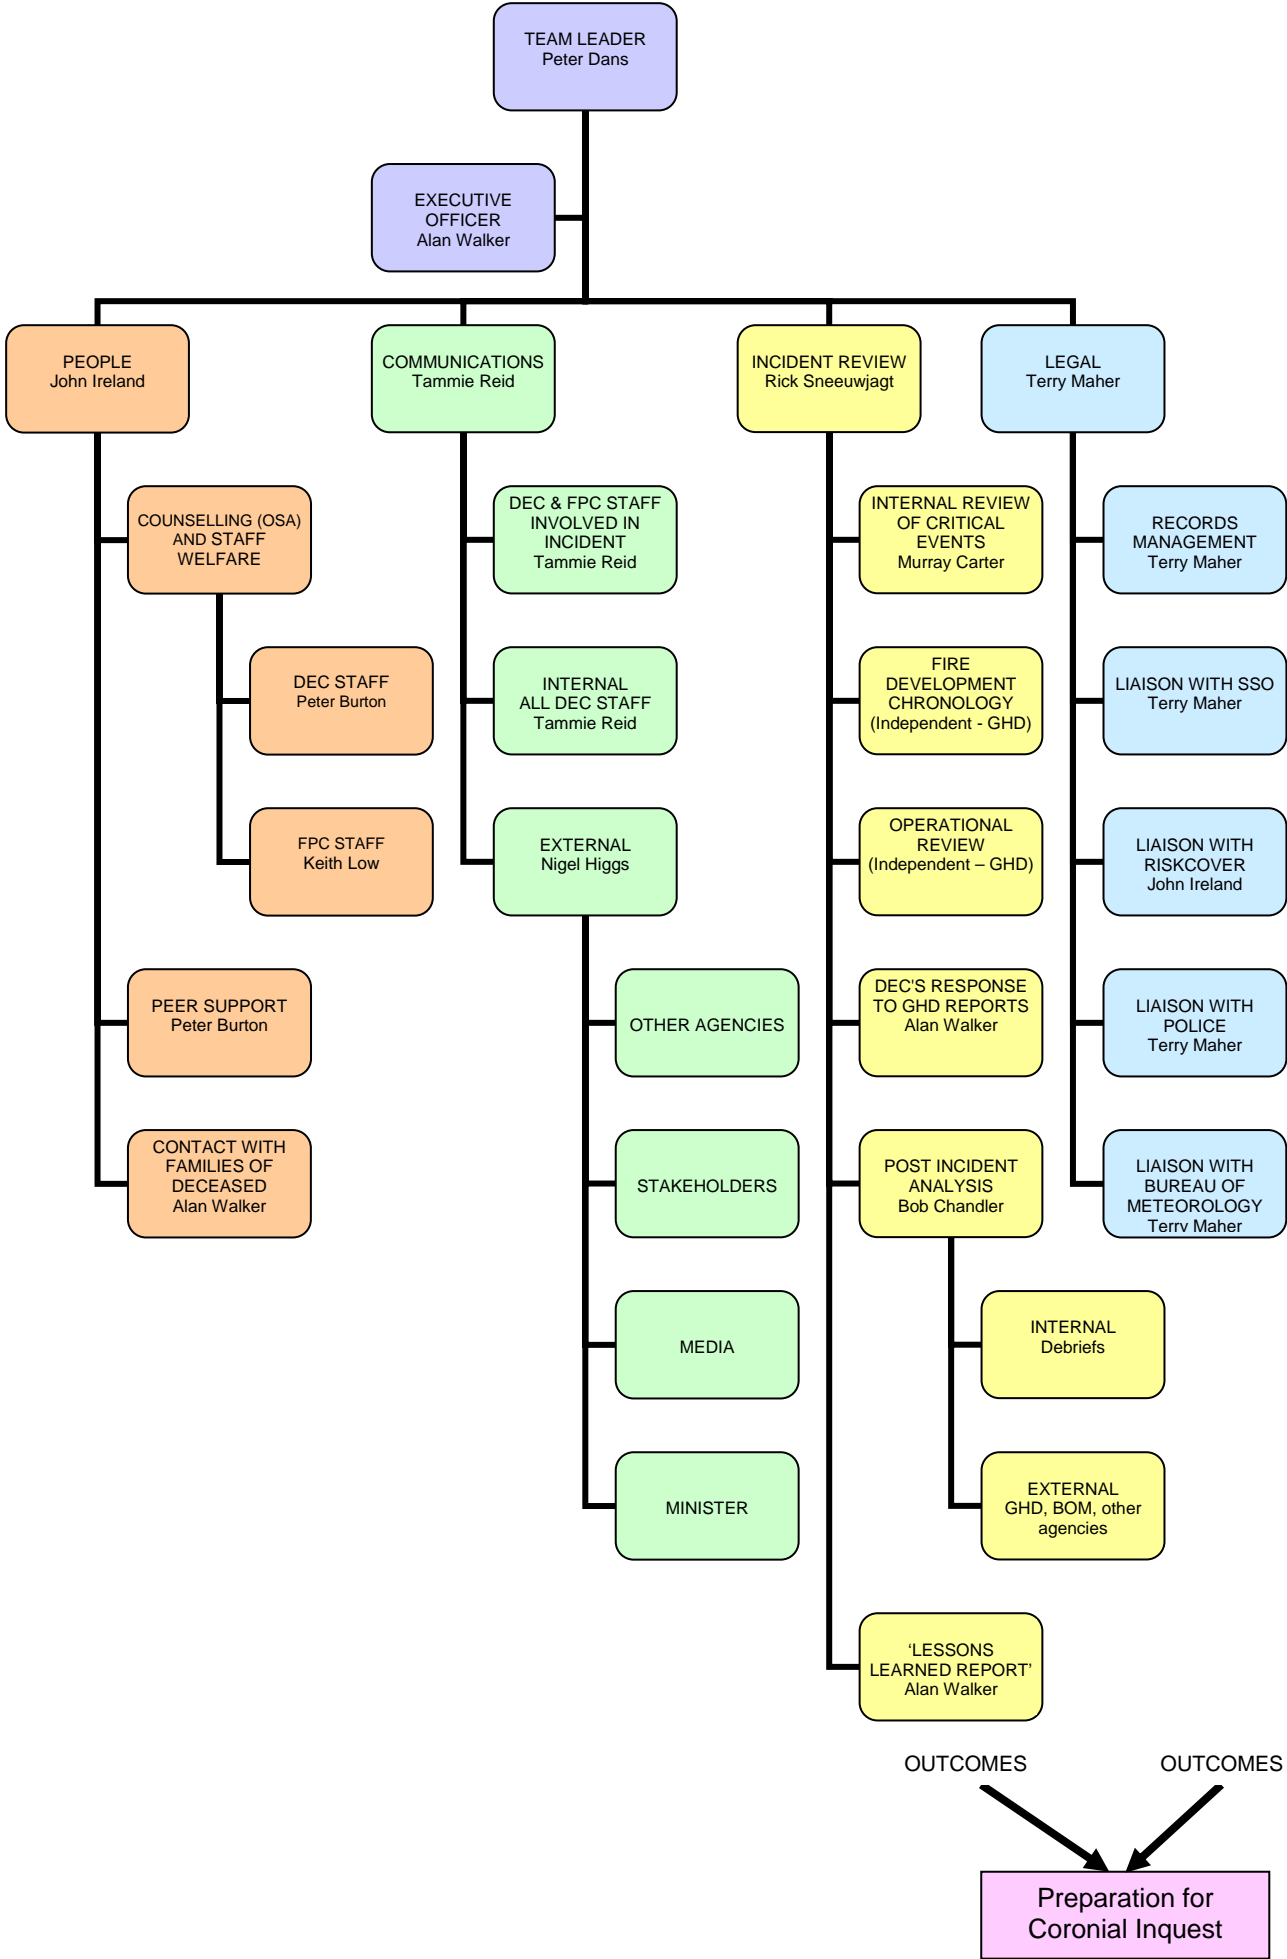 TEAM LEADER
Peter Dans
EXECUTIVE
OFFICER
Alan Walker
PEOPLE
John Ireland
COMMUNICATIONS
Tammie Reid
INCIDENT REVIEW
Rick Sneeuwjagt
LEGAL
Terry Maher
COUNSELLING (OSA)
AND STAFF
WELFARE
DEC & FPC STAFF
INVOLVED IN
INCIDENT
Tammie Reid
INTERNAL REVIEW
OF CRITICAL
EVENTS
Murray Carter
RECORDS
MANAGEMENT
Terry Maher
DEC STAFF
Peter Burton
INTERNAL
ALL DEC STAFF
Tammie Reid
FIRE
DEVELOPMENT
CHRONOLOGY
(Independent - GHD)
LIAISON WITH SSO
Terry Maher
FPC STAFF
Keith Low
EXTERNAL
Nigel Higgs
OPERATIONAL
REVIEW
(Independent – GHD)
LIAISON WITH
RISKCOVER
John Ireland
PEER SUPPORT
Peter Burton
OTHER AGENCIES
DEC'S RESPONSE
TO GHD REPORTS
Alan Walker
LIAISON WITH
POLICE
Terry Maher
CONTACT WITH
FAMILIES OF
DECEASED
Alan Walker
STAKEHOLDERS
POST INCIDENT
ANALYSIS
Bob Chandler
LIAISON WITH
BUREAU OF
METEOROLOGY
Terry Maher
MEDIA
INTERNAL
Debriefs
MINISTER
EXTERNAL
GHD, BOM, other
agencies
‘LESSONS
LEARNED REPORT’
Alan Walker
OUTCOMES
OUTCOMES
Preparation for
Coronial Inquest